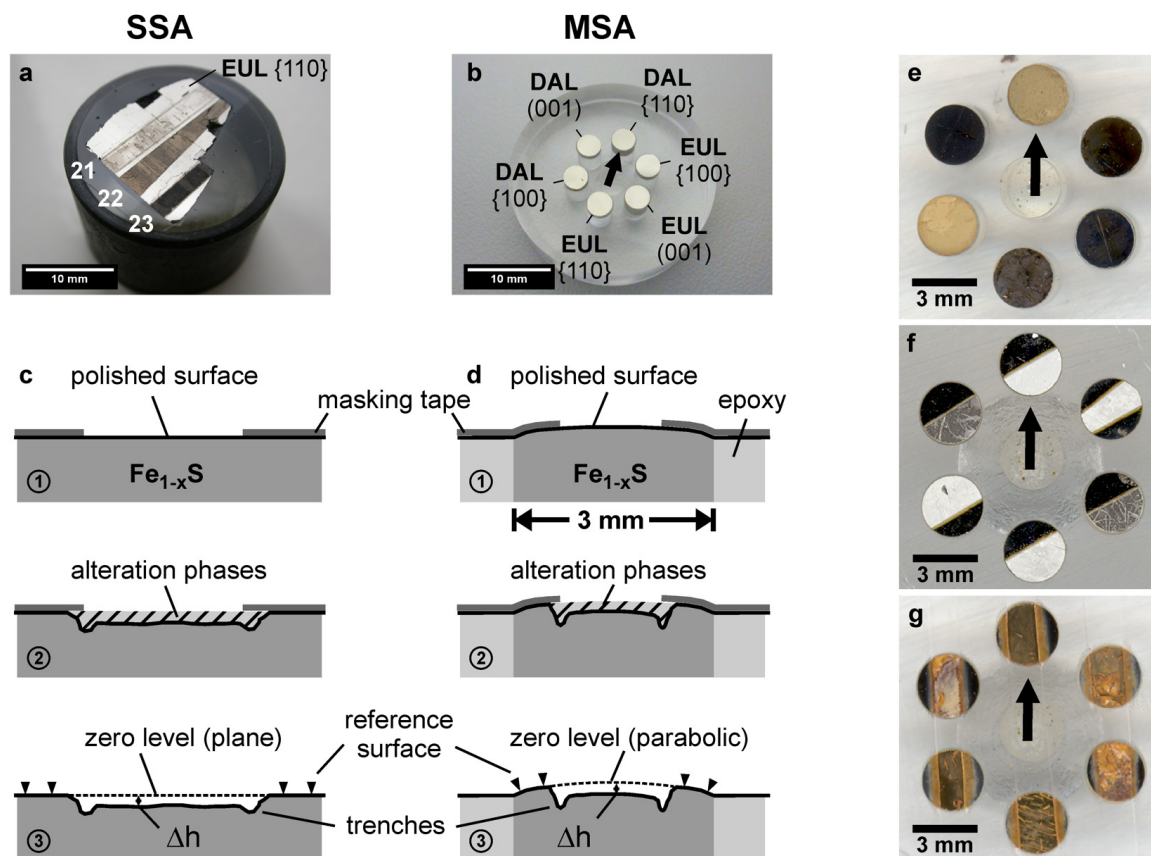 SSA
MSA
a
EUL {110}
21
22
23
10 mm
b
DAL
(001)
DAL
{110}
DAL
{100}
EUL
{100}
EUL
{110}
EUL
(001)
10 mm
c
polished surface
masking tape
① Fe₁₋ₓS
alteration phases
②
zero level (plane)
reference
surface
trenches
Δh
③
d
polished surface
epoxy
① Fe₁₋ₓS
3 mm
alteration phases
②
zero level (parabolic)
Δh
③
e
3 mm
f
3 mm
g
3 mm